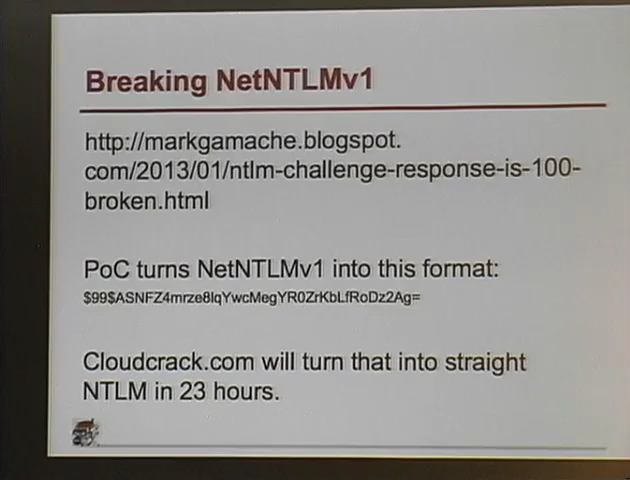 Breaking NetNTLMv1
http://markgamache.blogspot.
com/2013/01/ntlm-challenge-response-is-100-
broken.html
PoC turns NetNTLMv1 into this format:
$99$ASNFZ4mrze8lqYwcMegYR0ZrKbLfRoDz2Ag=
Cloudcrack.com will turn that into straight
NTLM in 23 hours.